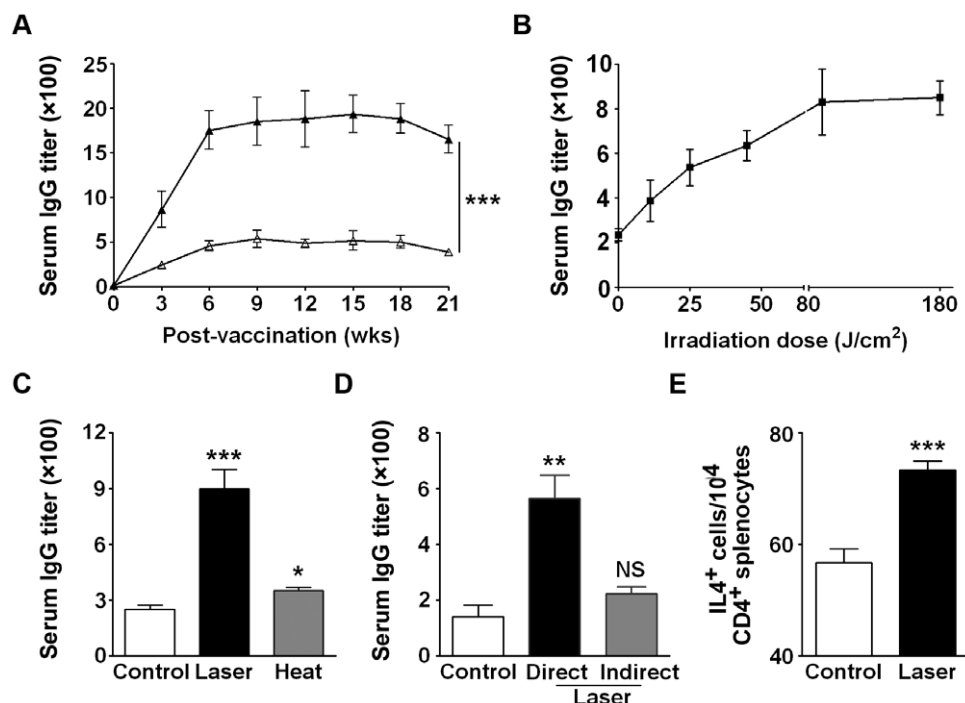 A
Serum IgG titer (×100)
25
20
15
10
5
0
***
0 3 6 9 12 15 18 21
Post-vaccination (wks)
B
Serum IgG titer (×100)
10
8
6
4
2
0
0 25 50 80 180
Irradiation dose (J/cm²)
C
Serum IgG titer (×100)
12
9
6
3
0
***
*
Control Laser Heat
D
Serum IgG titer (×100)
8
6
4
2
0
**
NS
Control Direct Indirect
Laser
E
IL4⁺ cells/10⁴
CD4⁺ splenocytes
80
60
40
***
Control Laser